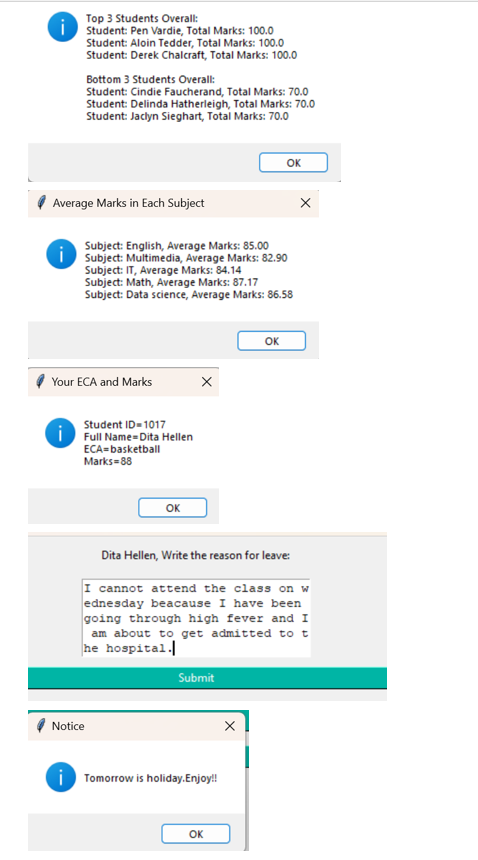 Top 3 Students Overall:
Student: Pen Vardie, Total Marks: 100.0
Student: Aloin Tedder, Total Marks: 100.0
Student: Derek Chalcraft, Total Marks: 100.0
Bottom 3 Students Overall:
Student: Cindie Faucherand, Total Marks: 70.0
Student: Delinda Hatherleigh, Total Marks: 70.0
Student: Jaclyn Sieghart, Total Marks: 70.0
OK
Average Marks in Each Subject
Subject: English, Average Marks: 85.00
Subject: Multimedia, Average Marks: 82.90
Subject: IT, Average Marks: 84.14
Subject: Math, Average Marks: 87.17
Subject: Data science, Average Marks: 86.58
OK
Your ECA and Marks
Student ID=1017
Full Name=Dita Hellen
ECA=basketball
Marks=88
OK
Dita Hellen, Write the reason for leave:
I cannot attend the class on w
ednesday beacause I have been
going through high fever and I
am about to get admitted to t
he hospital.
Submit
Notice
Tomorrow is holiday.Enjoy!!
OK